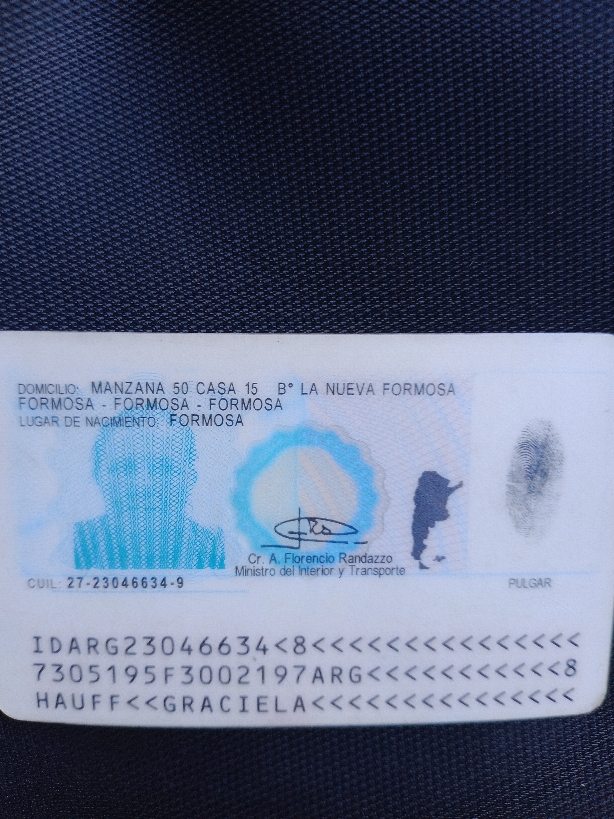 DOMICILIO: MANZANA 50 CASA 15 B° LA NUEVA FORMOSA
FORMOSA - FORMOSA - FORMOSA
LUGAR DE NACIMIENTO: FORMOSA
Cr. A. Florencio Randazzo
Ministro del Interior y Transporte
CUIL: 27-23046634-9
PULGAR
IDARG23046634<8<<<<<<<<<<<<<<<
7305195F3002197ARG<<<<<<<<<<<8
HAUFF<<GRACIELA<<<<<<<<<<<<<<<